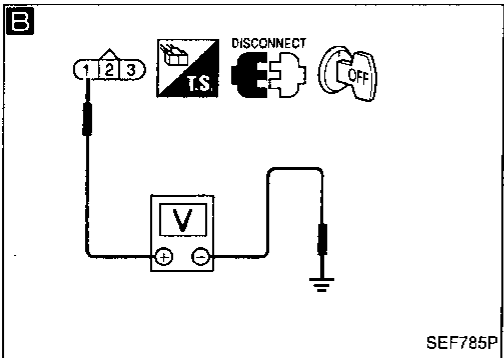 B
DISCONNECT
1 2 3
T.S.
OFF
V
+ −
SEF785P